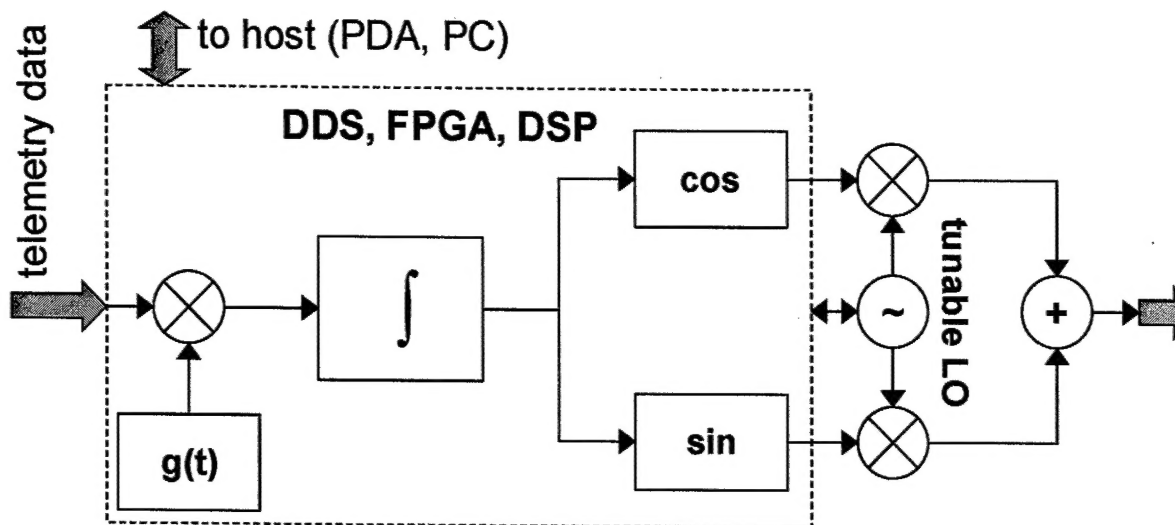 to host (PDA, PC)
telemetry data
DDS, FPGA, DSP
cos
tunable LO
∫
~
+
g(t)
sin